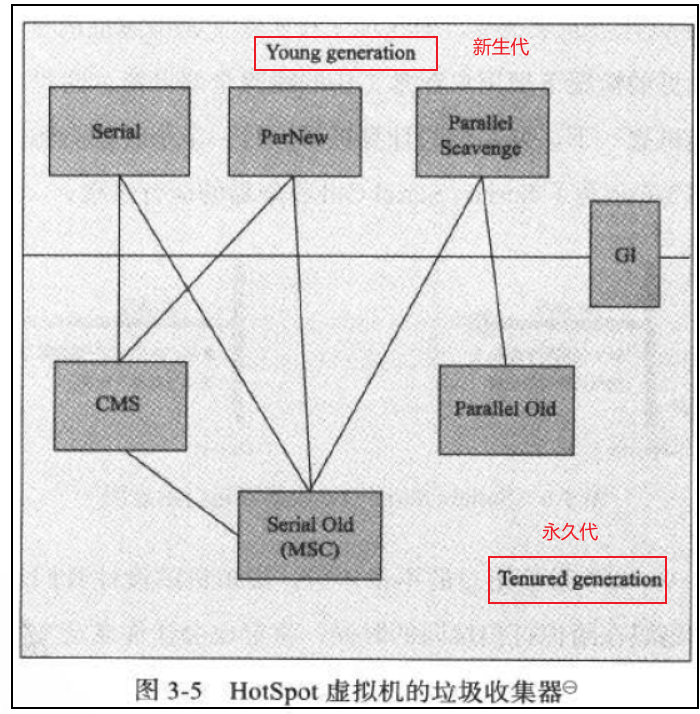 Young generation
新生代
Serial
ParNew
Parallel
Scavenge
G1
CMS
Parallel Old
Serial Old
(MSC)
永久代
Tenured generation
图 3-5 HotSpot 虚拟机的垃圾收集器㊀